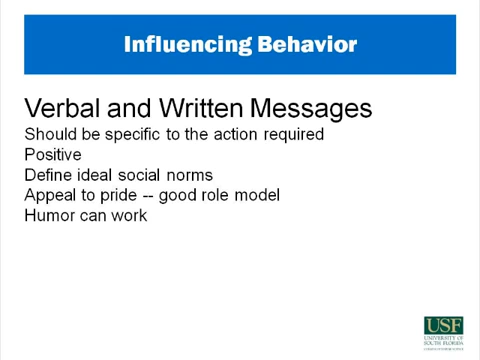 Influencing Behavior
Verbal and Written Messages
Should be specific to the action required
Positive
Define ideal social norms
Appeal to pride -- good role model
Humor can work
USF
UNIVERSITY OF
SOUTH FLORIDA